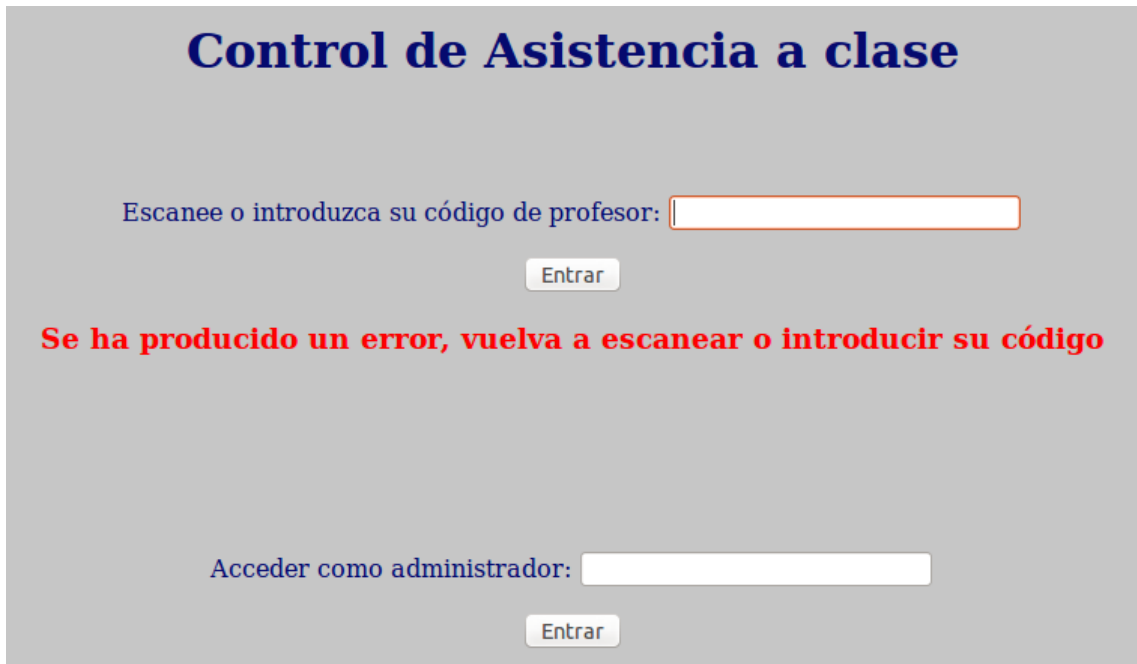 Control de Asistencia a clase
Escanee o introduzca su código de profesor:
Entrar
Se ha producido un error, vuelva a escanear o introducir su código
Acceder como administrador:
Entrar